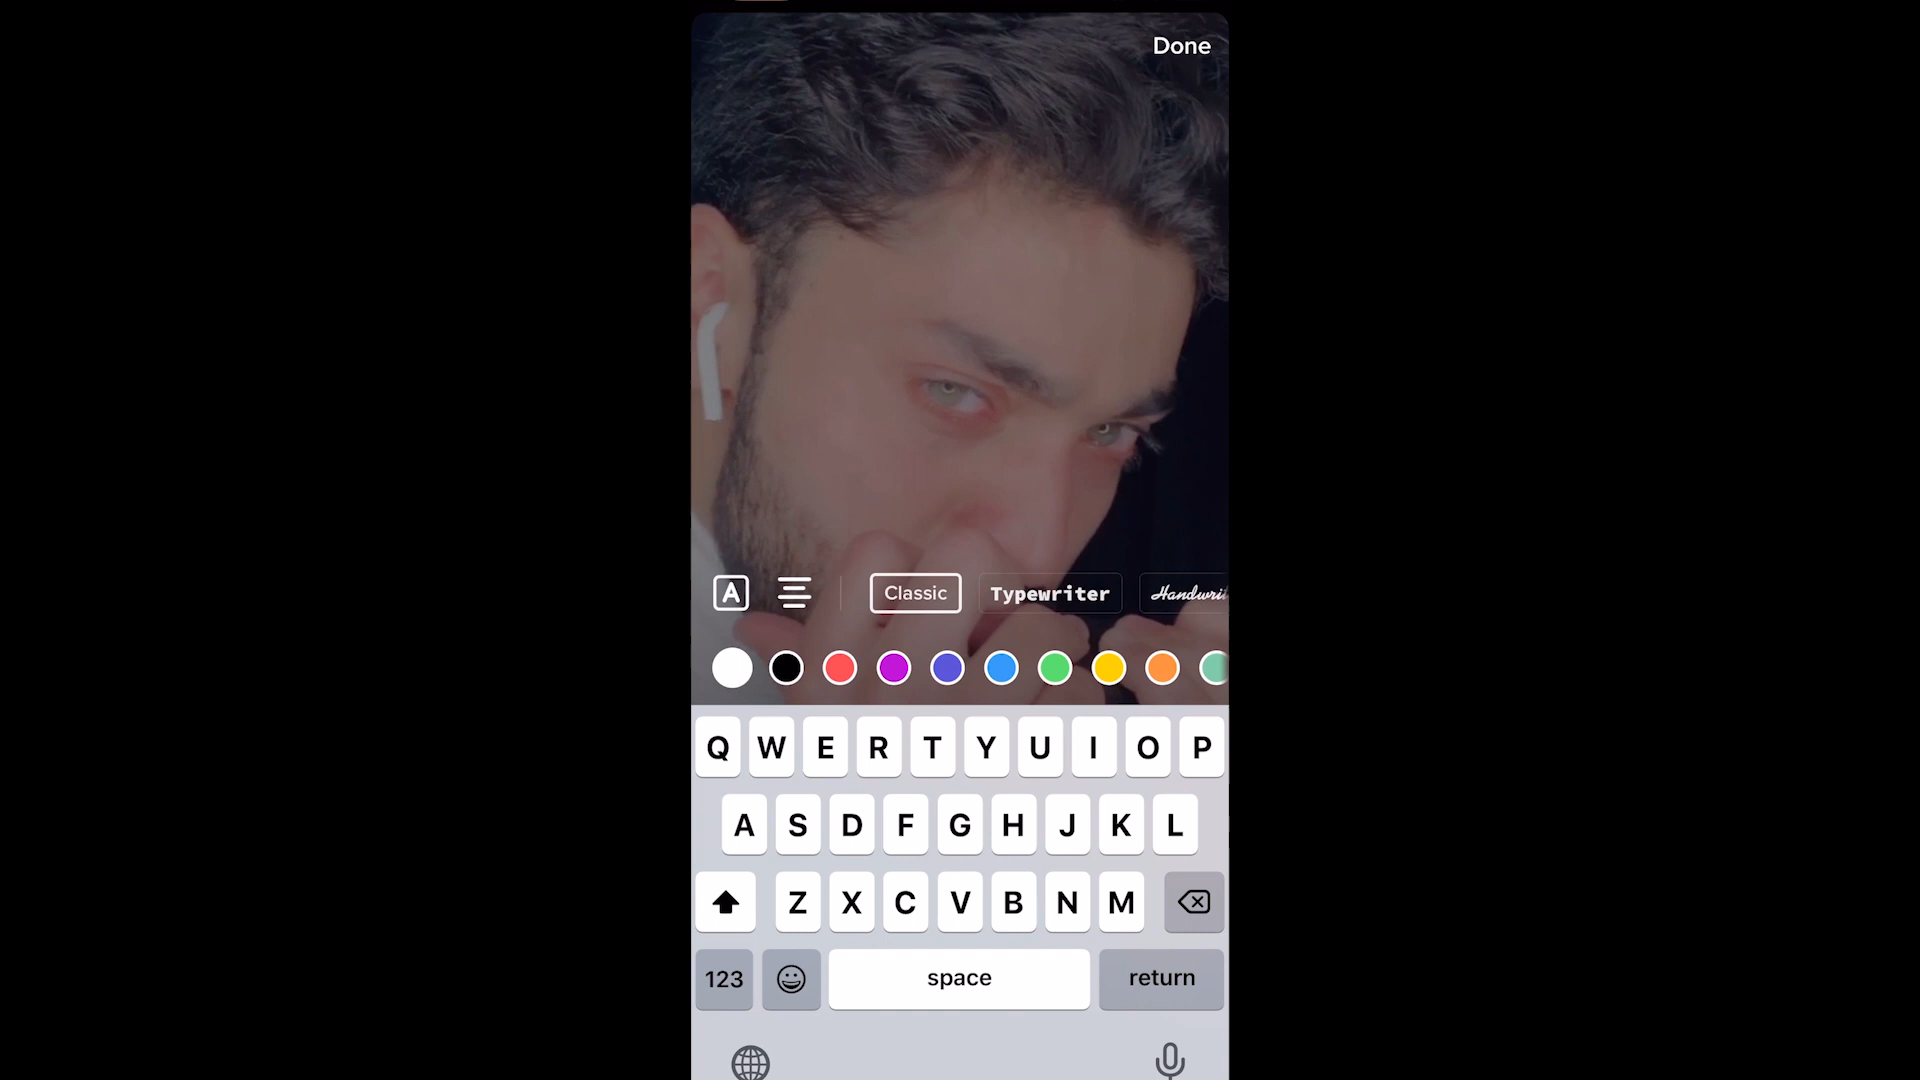 Done
A Classic Typewriter
Q W E R T Y U I O P
A S D F G H J K L
Z X C V B N M
123 space return